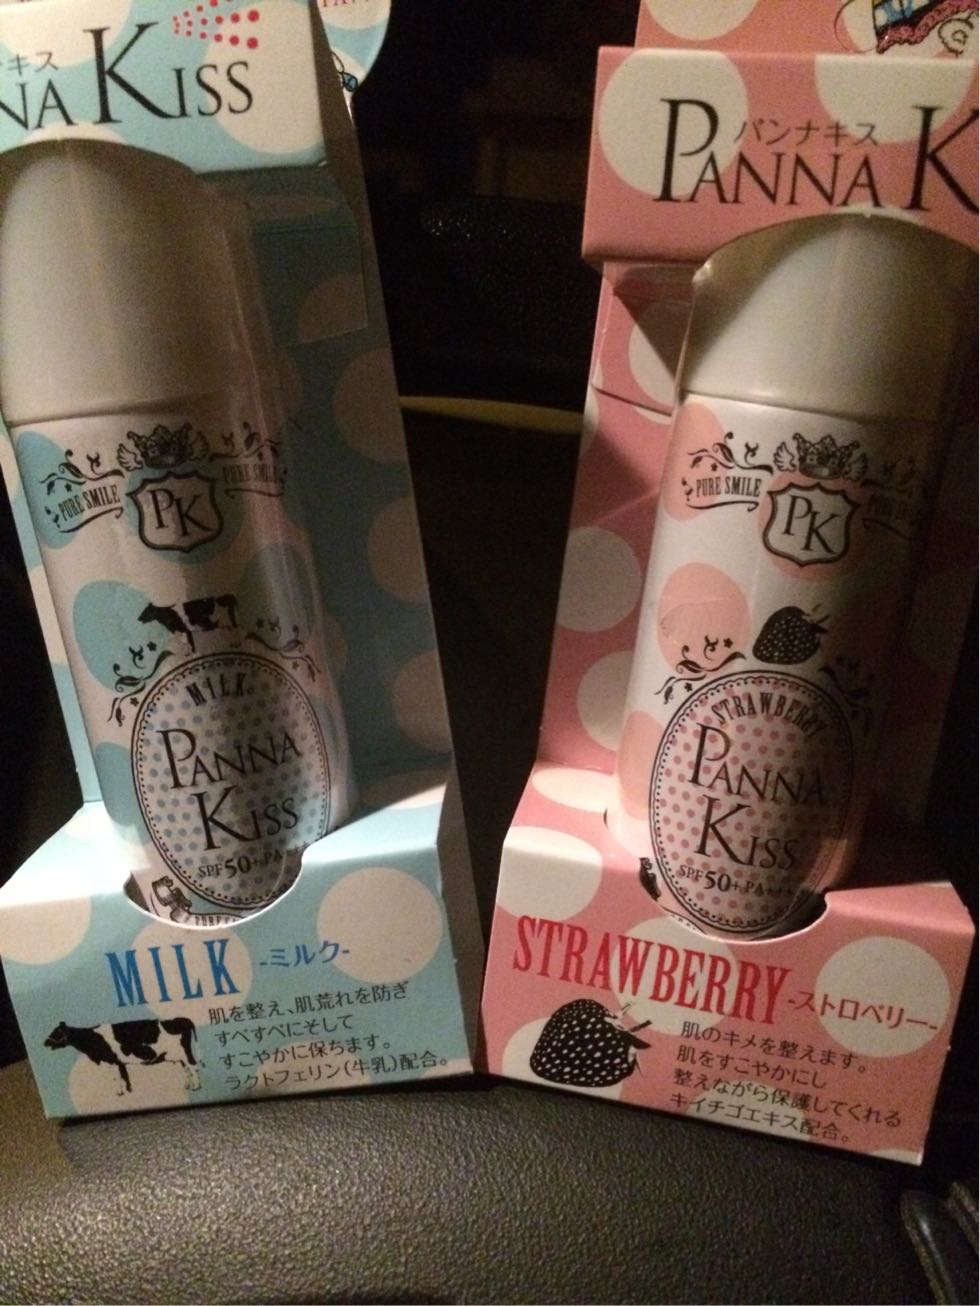 キス
NA KISS
PURE SMILE
PURE SMILE
PK
MILK
PANNA
KISS
SPF50+ PA+++
MILK -ミルク-
肌を整え、肌荒れを防ぎ
すべすべにそして
すこやかに保ちます。
ラクトフェリン(牛乳)配合。
パンナキス
PANNA K
PURE SMILE
PK
STRAWBERRY
PANNA
KISS
SPF50+ PA+++
STRAWBERRY -ストロベリー-
肌のキメを整えます。
肌をすこやかにし
整えながら保護してくれる
キイチゴエキス配合。